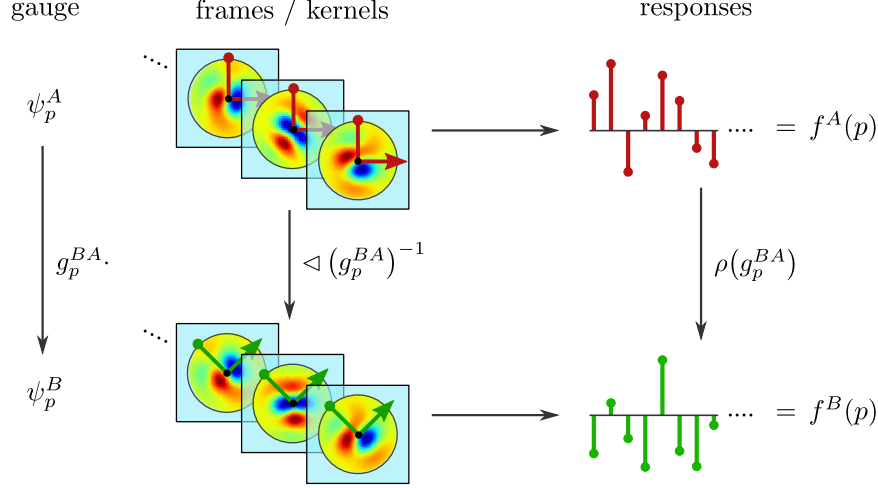 gauge frames / kernels responses
ψ_p^A .... .... = f^A(p)
g_p^{BA}· ◁ (g_p^{BA})^{-1} ρ(g_p^{BA})
ψ_p^B .... .... = f^B(p)